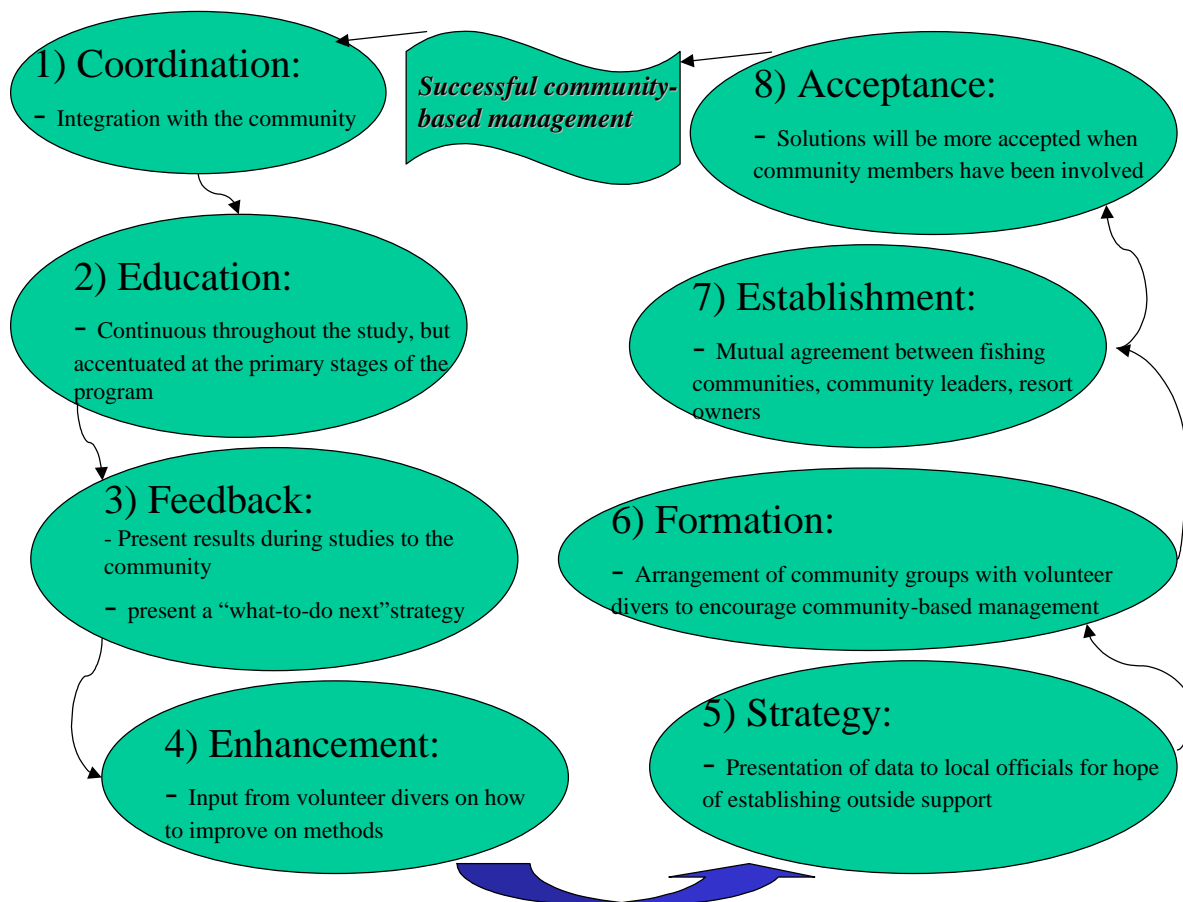 Successful community-
based management
1) Coordination:
- Integration with the community
2) Education:
- Continuous throughout the study, but
accentuated at the primary stages of the
program
3) Feedback:
- Present results during studies to the
community
- present a “what-to-do next”strategy
4) Enhancement:
- Input from volunteer divers on how
to improve on methods
5) Strategy:
- Presentation of data to local officials for hope
of establishing outside support
6) Formation:
- Arrangement of community groups with volunteer
divers to encourage community-based management
7) Establishment:
- Mutual agreement between fishing
communities, community leaders, resort
owners
8) Acceptance:
- Solutions will be more accepted when
community members have been involved